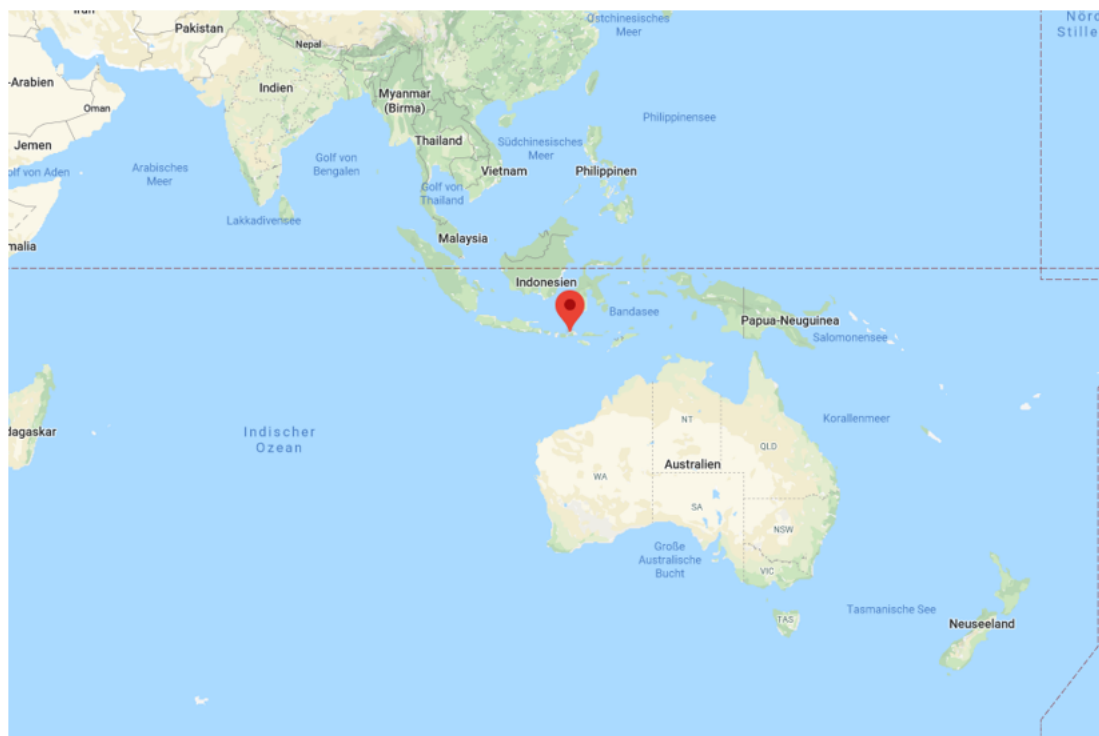 Iran
Pakistan
Nepal
Ostchinesisches
Meer
Nörd
Stille
-Arabien
Oman
Indien
Myanmar
(Birma)
Jemen
Golf von Aden
Arabisches
Meer
Golf von
Bengalen
Thailand
Südchinesisches
Meer
Philippinensee
Vietnam
Philippinen
Golf von
Thailand
Lakkadivensee
malia
Malaysia
Indonesien
Bandasee
Papua-Neuguinea
Salomonensee
dagaskar
Indischer
Ozean
Korallenmeer
NT
QLD
WA
Australien
SA
NSW
Große
Australische
Bucht
VIC
TAS
Tasmanische See
Neuseeland